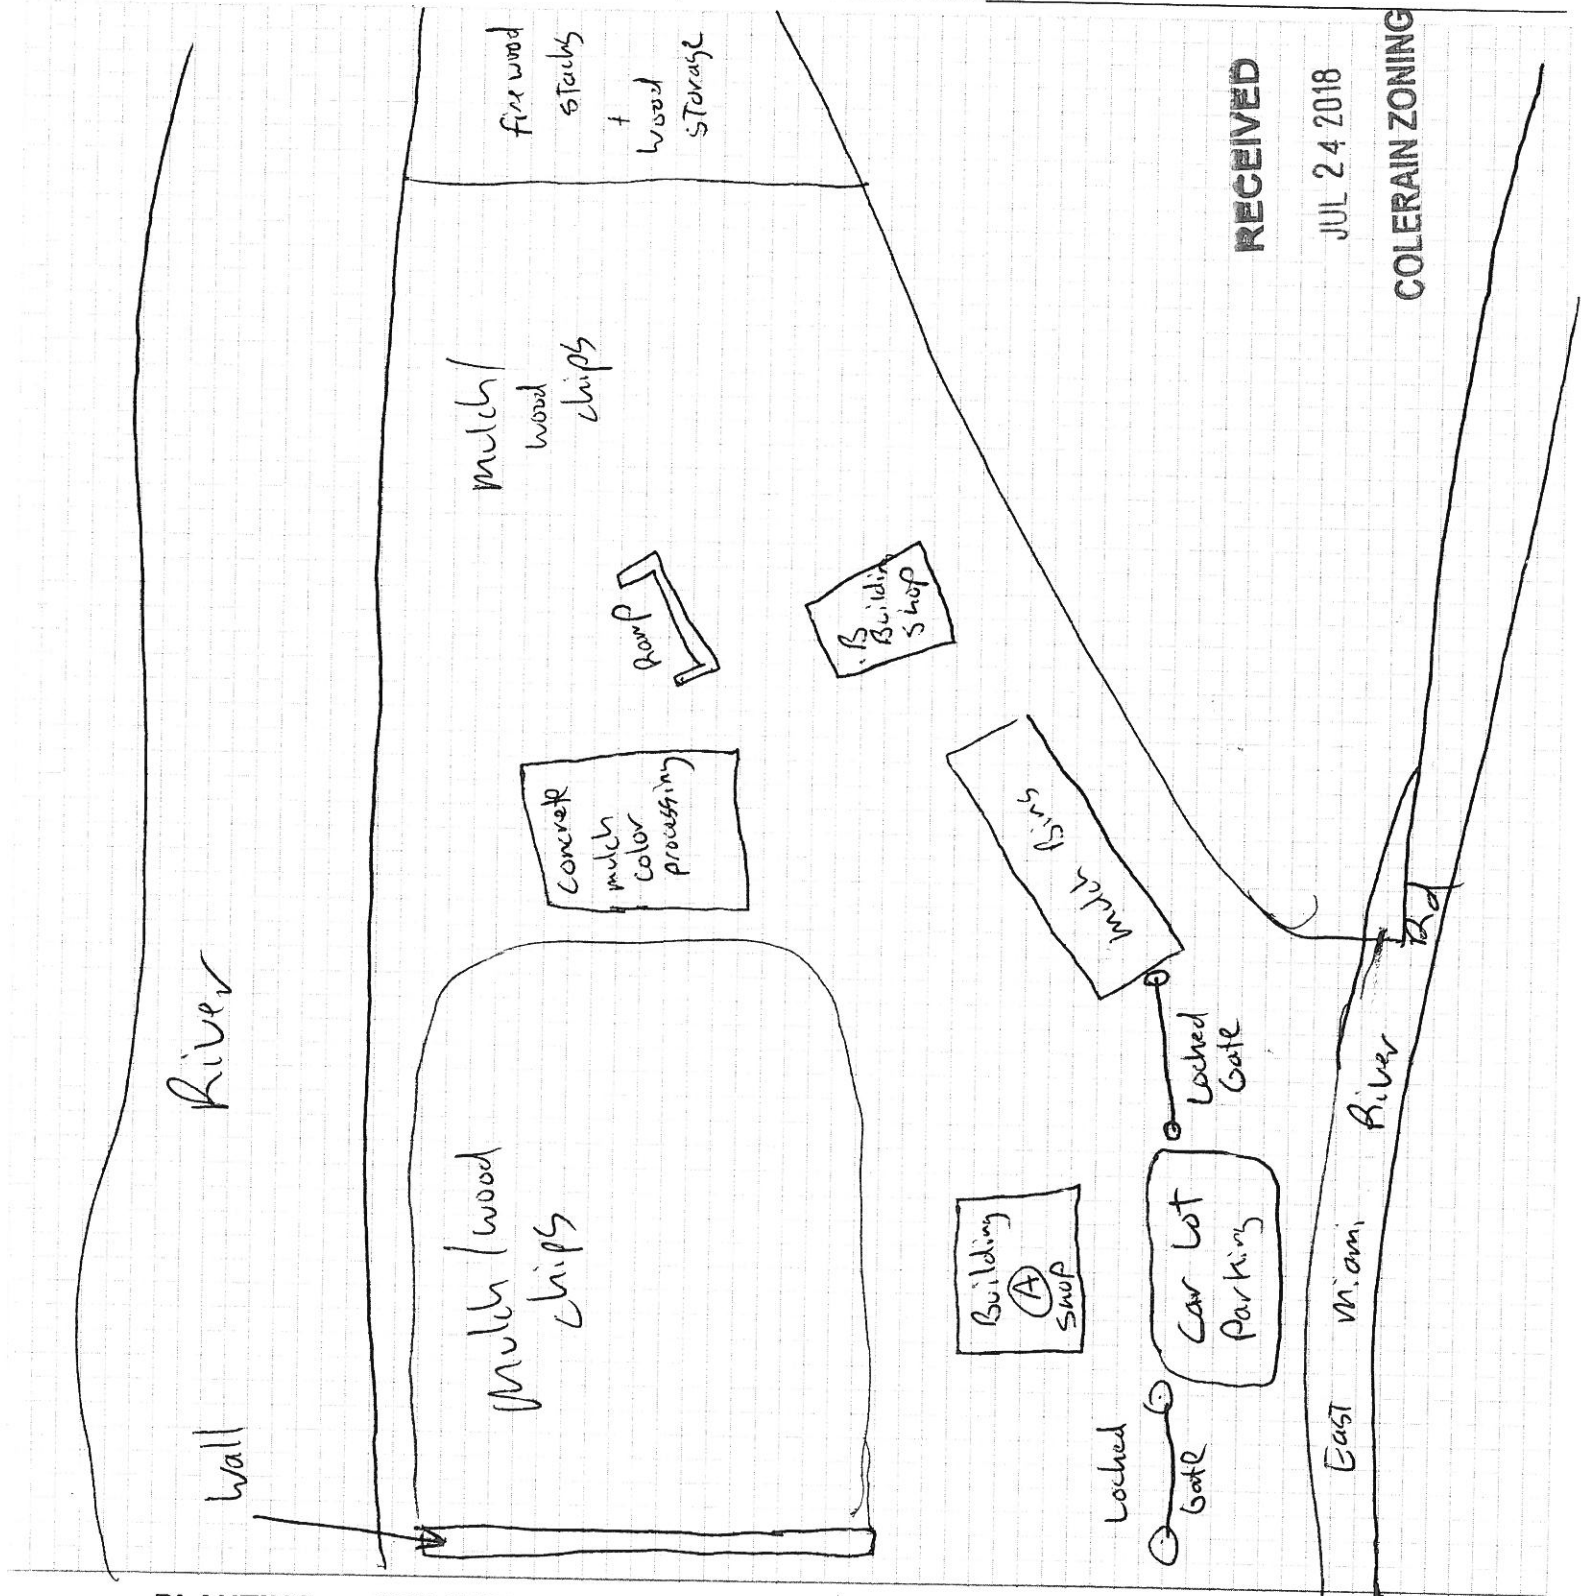 River
Wall
mulch/wood
chips
concrete
mulch
color
processing
Ramp
mulch/
wood
chips
firewood
stacks
+
wood
storage
B
Building
Shop
mulch Bins
Building
A
Shop
Locked
Gate
Car Lot
Parking
Locked
Gate
East Miami River Rd
RECEIVED
JUL 24 2018
COLERAIN ZONING